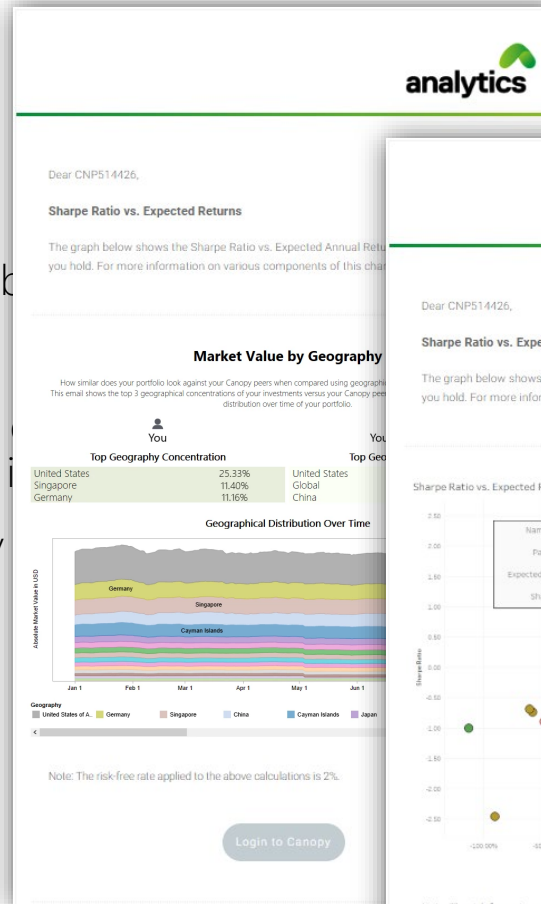 analytics
Dear CNP514426,
Sharpe Ratio vs. Expected Returns
The graph below shows the Sharpe Ratio vs. Expected Annual
you hold. For more information on various components of this
Market Value by Geography
How similar does your portfolio look against your Canopy peers when compared using
This email shows the top 3 geographical concentrations of your investments versus your Canopy
distribution over time of your portfolio.
You
Top Geography Concentration
United States 25.33%
Singapore 11.40%
Germany 11.16%
Top
United States
Global
China
Geographical Distribution Over Time
Absolute Market Value in USD
Germany
Singapore
Cayman Islands
Jan 1 Feb 1 Mar 1 Apr 1 May 1 Jun 1
Geography
United States of A... Germany Singapore China Cayman Islands Japan
Note: The risk-free rate applied to the above calculations is 2%.
Login to Canopy
Dear CNP514426,
Sharpe Ratio vs.
The graph below shows
you hold. For more
Sharpe Ratio vs. Expected
Expected
Sharpe Ratio
2.50
2.00
1.50
1.00
0.50
0.00
-0.50
-1.00
-1.50
-2.00
-2.50
-100.00%